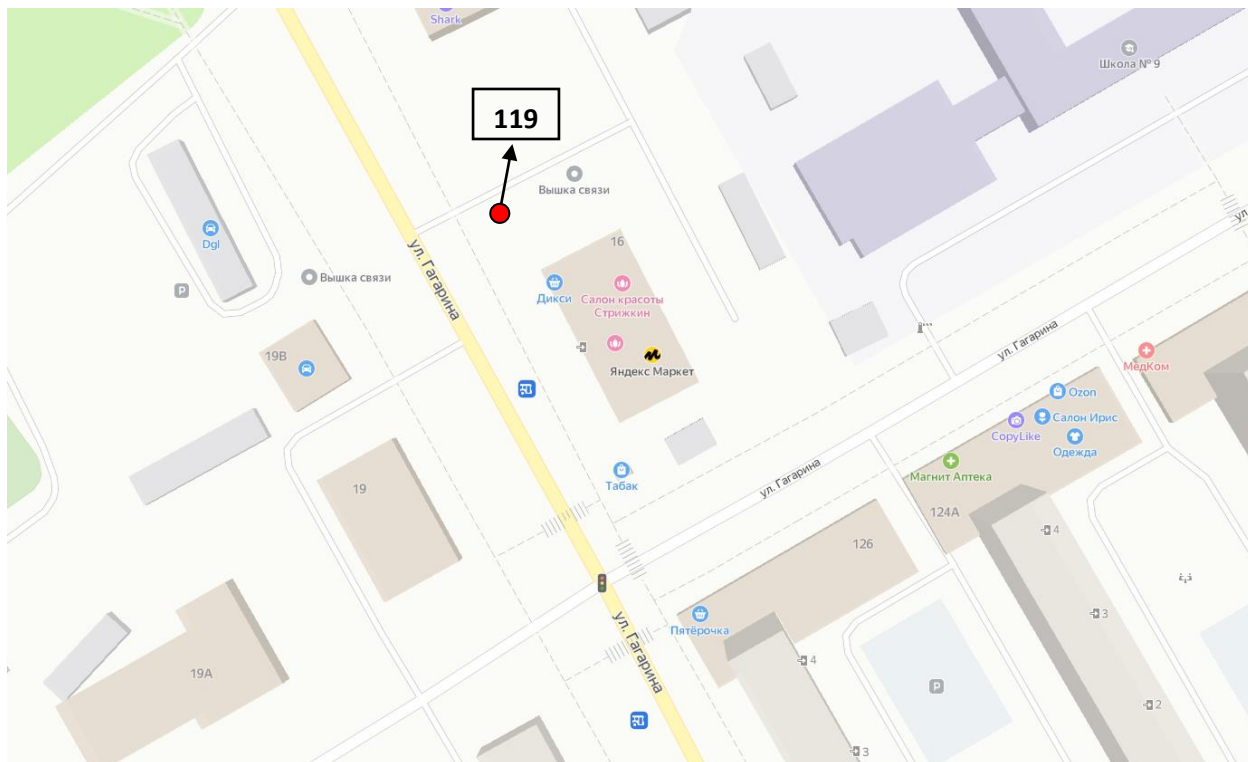 Shark
Школа № 9
119
Вышка связи
Dgl
ул. Гагарина
16
Вышка связи
P
Дикси
Салон красоты
Стрижкин
Яндекс Маркет
19В
ул. Гагарина
МедКом
Ozon
Салон Ирис
CopyLike
Одежда
Магнит Аптека
Табак
ул. Гагарина
19
124А
4
126
3
Пятёрочка
ул. Гагарина
4
19А
P
2
3